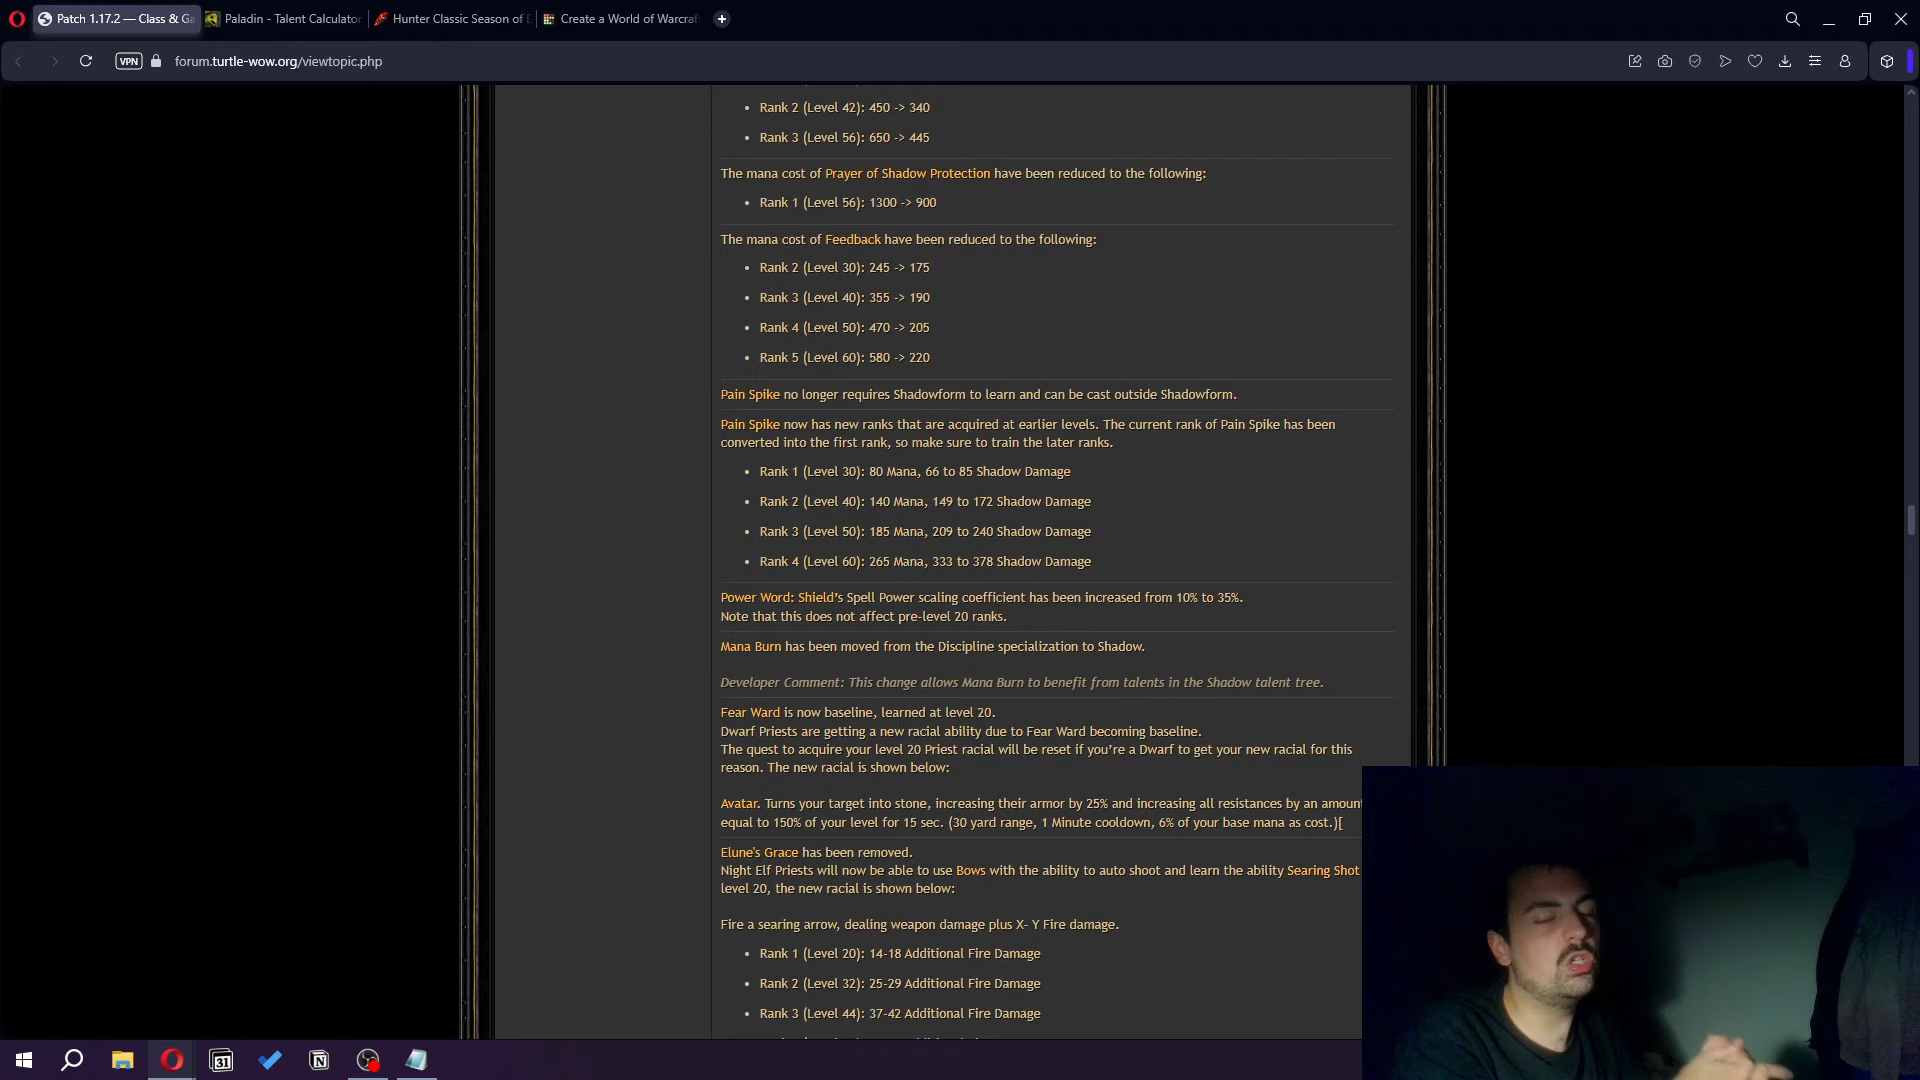 Patch 1.17.2 — Class & Ga
Paladin - Talent Calculator
Hunter Classic Season of D
Create a World of Warcraf
VPN
forum.turtle-wow.org/viewtopic.php
• Rank 2 (Level 42): 450 -> 340
• Rank 3 (Level 56): 650 -> 445
The mana cost of Prayer of Shadow Protection have been reduced to the following:
• Rank 1 (Level 56): 1300 -> 900
The mana cost of Feedback have been reduced to the following:
• Rank 2 (Level 30): 245 -> 175
• Rank 3 (Level 40): 355 -> 190
• Rank 4 (Level 50): 470 -> 205
• Rank 5 (Level 60): 580 -> 220
Pain Spike no longer requires Shadowform to learn and can be cast outside Shadowform.
Pain Spike now has new ranks that are acquired at earlier levels. The current rank of Pain Spike has been
converted into the first rank, so make sure to train the later ranks.
• Rank 1 (Level 30): 80 Mana, 66 to 85 Shadow Damage
• Rank 2 (Level 40): 140 Mana, 149 to 172 Shadow Damage
• Rank 3 (Level 50): 185 Mana, 209 to 240 Shadow Damage
• Rank 4 (Level 60): 265 Mana, 333 to 378 Shadow Damage
Power Word: Shield's Spell Power scaling coefficient has been increased from 10% to 35%.
Note that this does not affect pre-level 20 ranks.
Mana Burn has been moved from the Discipline specialization to Shadow.
Developer Comment: This change allows Mana Burn to benefit from talents in the Shadow talent tree.
Fear Ward is now baseline, learned at level 20.
Dwarf Priests are getting a new racial ability due to Fear Ward becoming baseline.
The quest to acquire your level 20 Priest racial will be reset if you're a Dwarf to get your new racial for this
reason. The new racial is shown below:
Avatar. Turns your target into stone, increasing their armor by 25% and increasing all resistances by an amount
equal to 150% of your level for 15 sec. (30 yard range, 1 Minute cooldown, 6% of your base mana as cost.)[
Elune's Grace has been removed.
Night Elf Priests will now be able to use Bows with the ability to auto shoot and learn the ability Searing Shot
level 20, the new racial is shown below:
Fire a searing arrow, dealing weapon damage plus X- Y Fire damage.
• Rank 1 (Level 20): 14-18 Additional Fire Damage
• Rank 2 (Level 32): 25-29 Additional Fire Damage
• Rank 3 (Level 44): 37-42 Additional Fire Damage
31